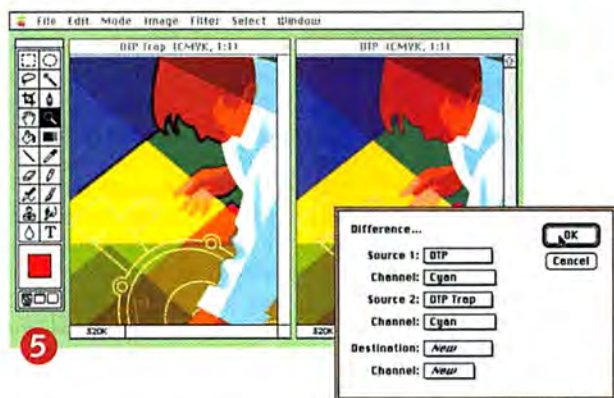 File Edit Mode Image Filter Select Window
DTP Trap (CMYK, 1:1)
DTP (CMYK, 1:1)
T
320K
320K
5
Difference...
OK
Cancel
Source 1: DTP
Channel: Cyan
Source 2: DTP Trap
Channel: Cyan
Destination: New
Channel: New